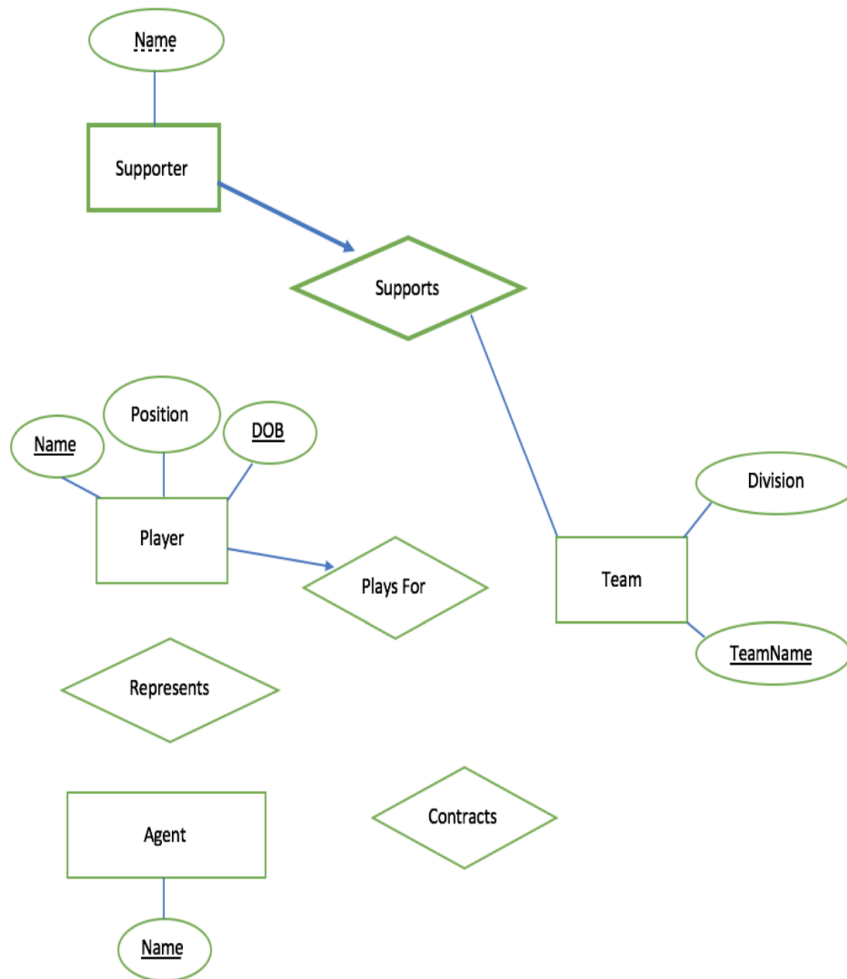 Name
Supporter
Supports
Name
Position
DOB
Player
Plays For
Division
Team
TeamName
Represents
Agent
Contracts
Name